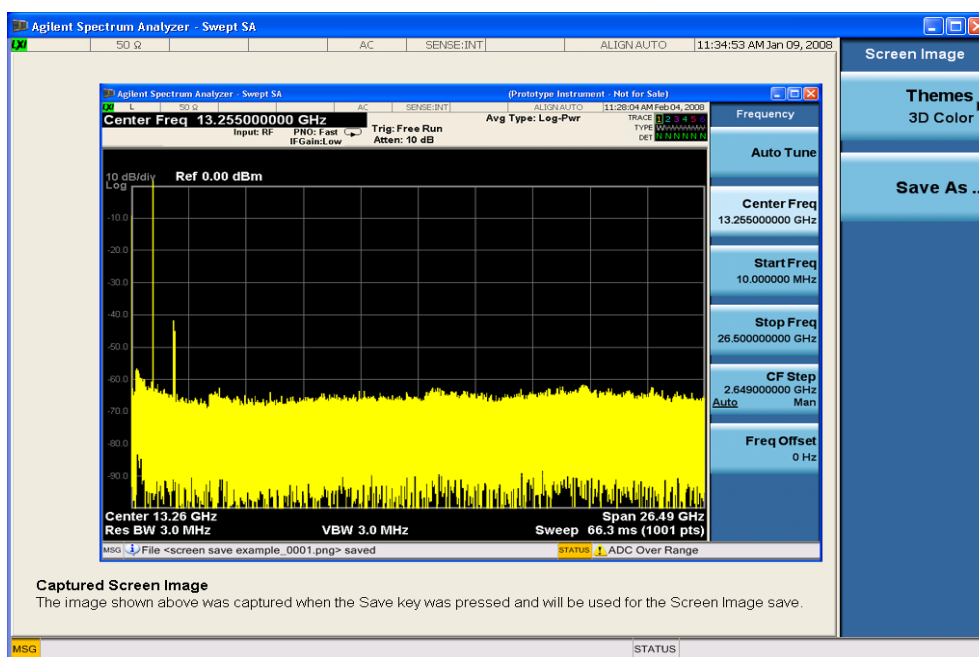 Agilent Spectrum Analyzer - Swept SA
LXI 50 Ω AC SENSE:INT ALIGN AUTO 11:34:53 AM Jan 09, 2008
Screen Image
Themes
3D Color
Save As ..
Agilent Spectrum Analyzer - Swept SA (Prototype Instrument - Not for Sale)
LXI L 50 Ω AC SENSE:INT ALIGN AUTO 11:28:04 AM Feb 04, 2008
Center Freq 13.255000000 GHz
Input: RF PNO: Fast
IFGain:Low
Trig: Free Run
Atten: 10 dB
Avg Type: Log-Pwr
TRACE 1 2 3 4 5 6
TYPE
DET N N N N N N
10 dB/div Ref 0.00 dBm
Log
-10.0
-20.0
-30.0
-40.0
-50.0
-60.0
-70.0
-80.0
-90.0
Center 13.26 GHz Span 26.49 GHz
Res BW 3.0 MHz VBW 3.0 MHz Sweep 66.3 ms (1001 pts)
MSG File <screen save example_0001.png> saved STATUS ADC Over Range
Frequency
Auto Tune
Center Freq
13.255000000 GHz
Start Freq
10.000000 MHz
Stop Freq
26.500000000 GHz
CF Step
2.649000000 GHz
Auto Man
Freq Offset
0 Hz
Captured Screen Image
The image shown above was captured when the Save key was pressed and will be used for the Screen Image save.
MSG STATUS